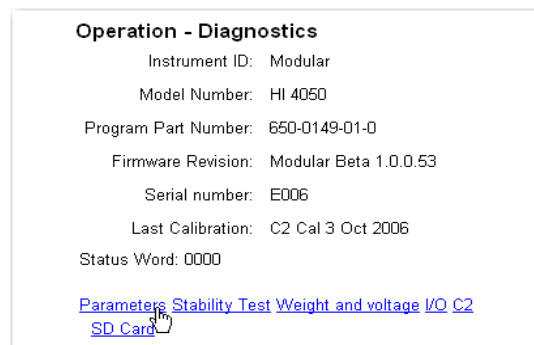 Operation - Diagnostics
Instrument ID: Modular
Model Number: HI 4050
Program Part Number: 650-0149-01-0
Firmware Revision: Modular Beta 1.0.0.53
Serial number: E006
Last Calibration: C2 Cal 3 Oct 2006
Status Word: 0000
Parameters Stability Test Weight and voltage I/O C2
SD Card